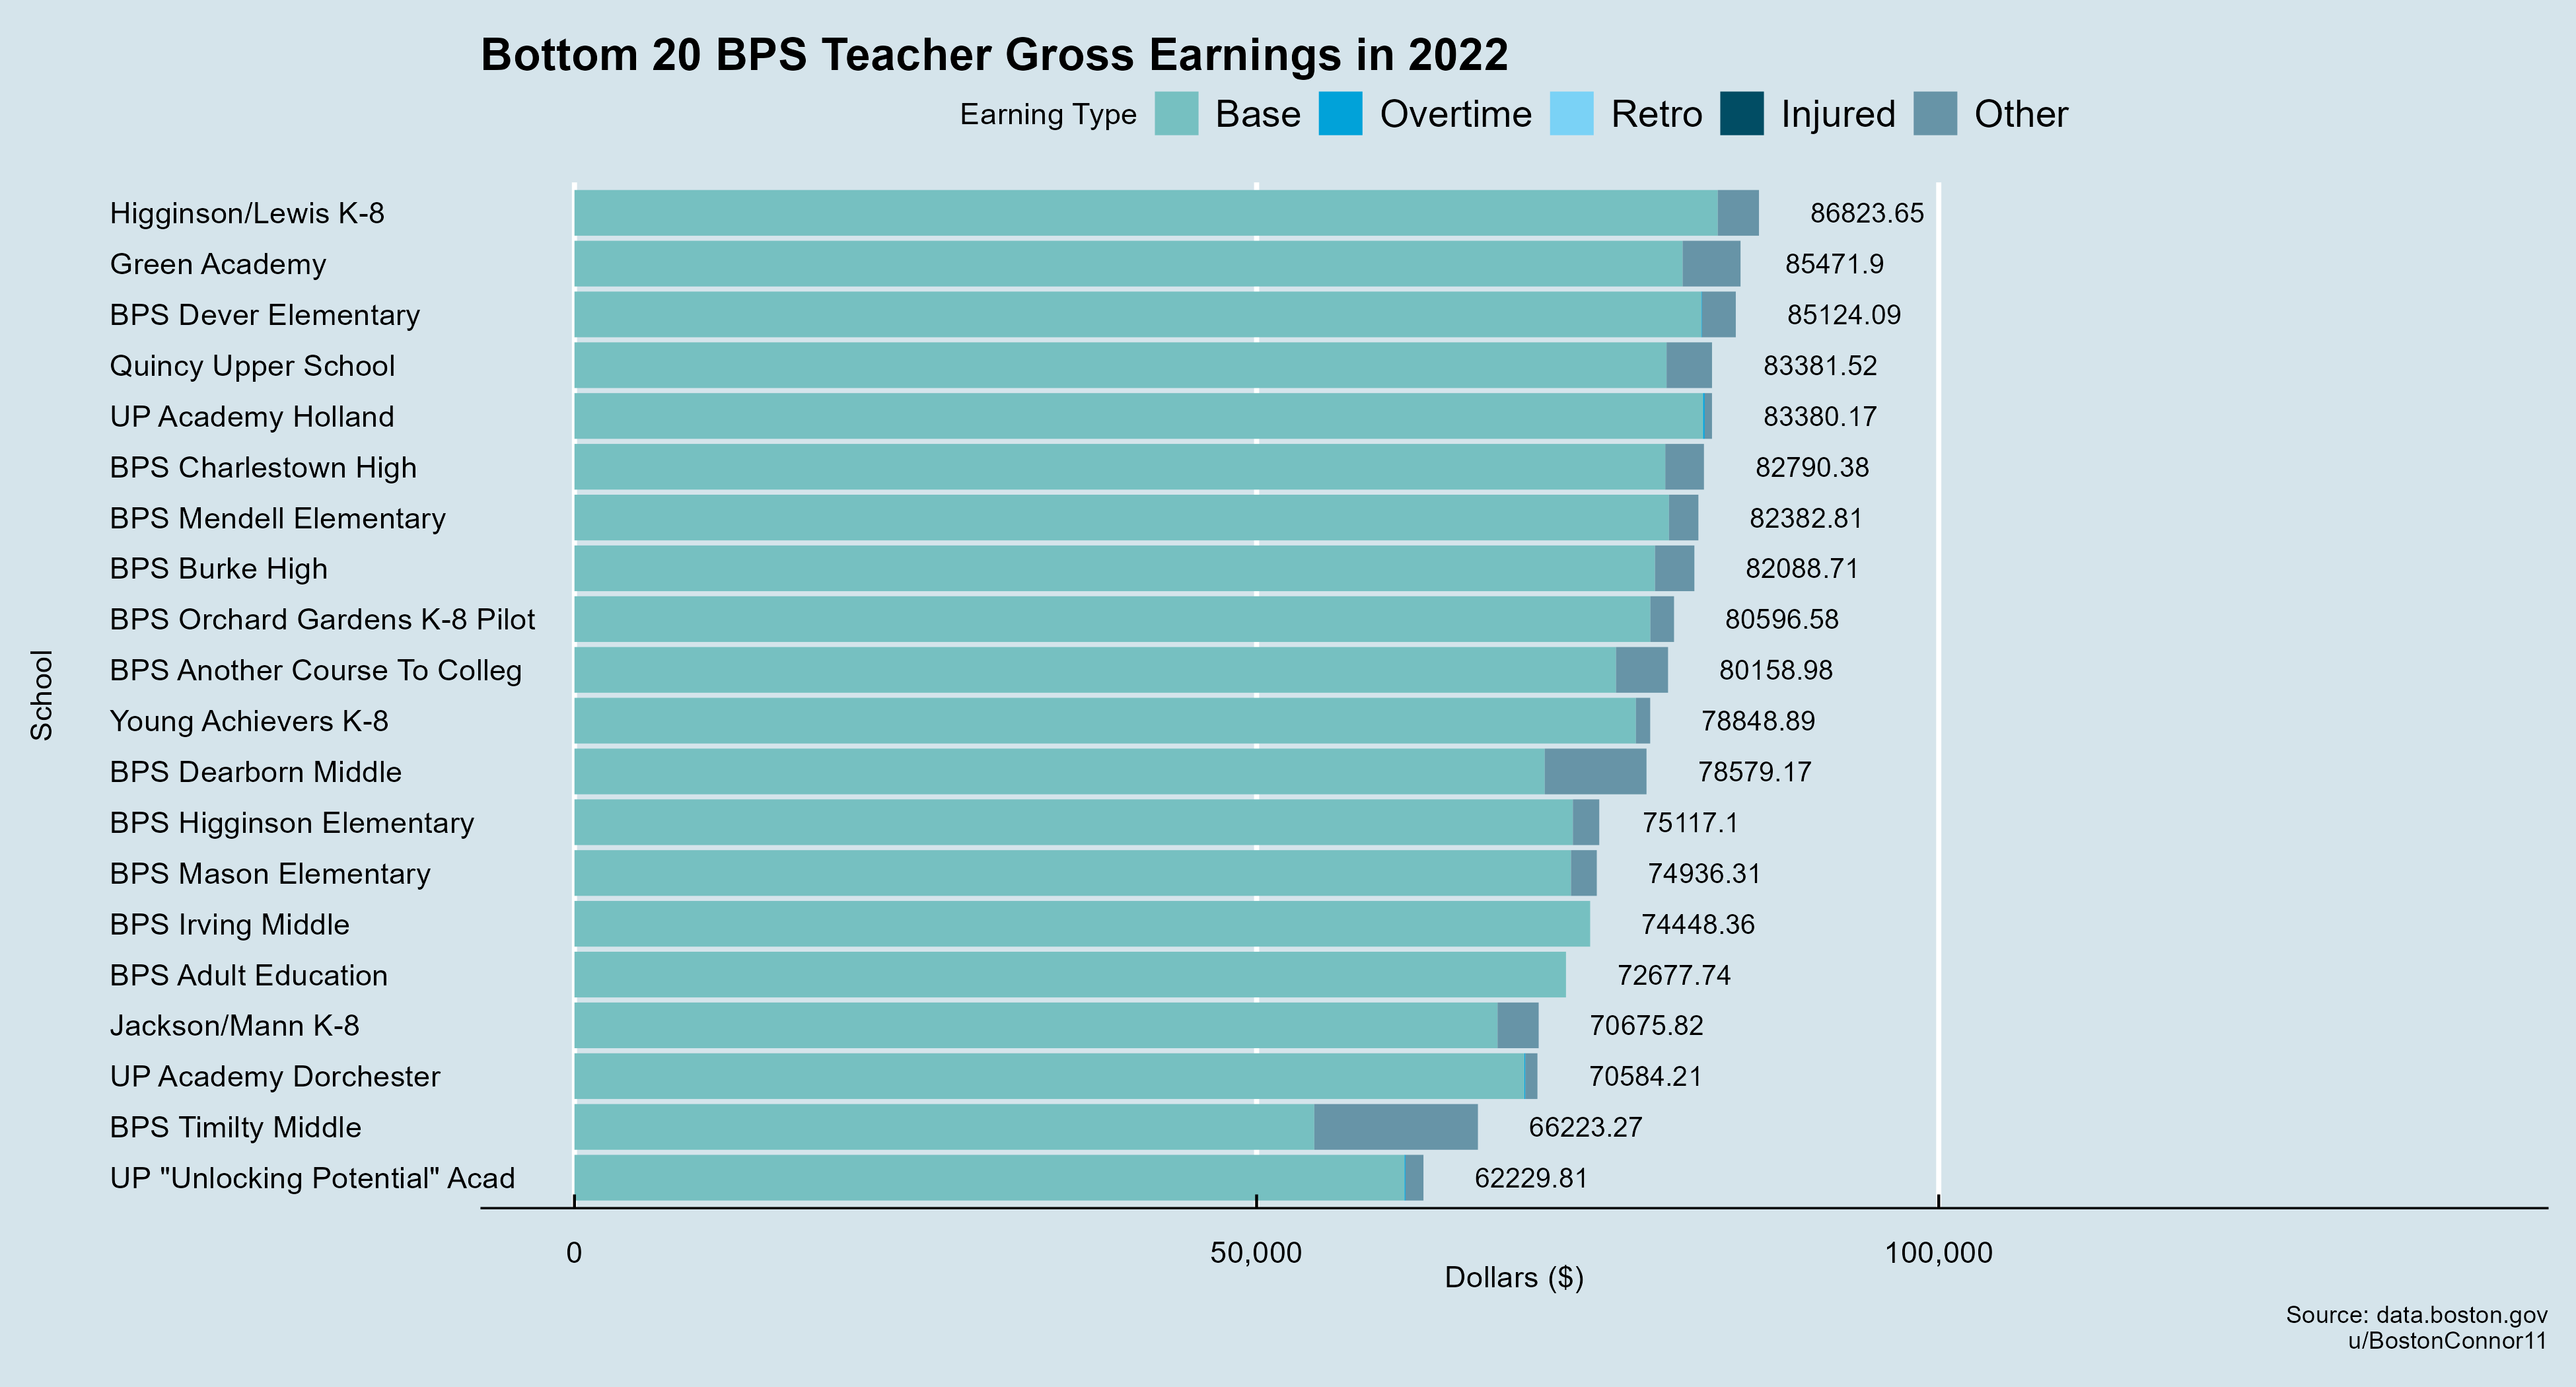 Bottom 20 BPS Teacher Gross Earnings in 2022
Earning Type Base Overtime Retro Injured Other
School
Higginson/Lewis K-8 86823.65
Green Academy 85471.9
BPS Dever Elementary 85124.09
Quincy Upper School 83381.52
UP Academy Holland 83380.17
BPS Charlestown High 82790.38
BPS Mendell Elementary 82382.81
BPS Burke High 82088.71
BPS Orchard Gardens K-8 Pilot 80596.58
BPS Another Course To Colleg 80158.98
Young Achievers K-8 78848.89
BPS Dearborn Middle 78579.17
BPS Higginson Elementary 75117.1
BPS Mason Elementary 74936.31
BPS Irving Middle 74448.36
BPS Adult Education 72677.74
Jackson/Mann K-8 70675.82
UP Academy Dorchester 70584.21
BPS Timilty Middle 66223.27
UP "Unlocking Potential" Acad 62229.81
0 50,000 100,000
Dollars ($)
Source: data.boston.gov
u/BostonConnor11